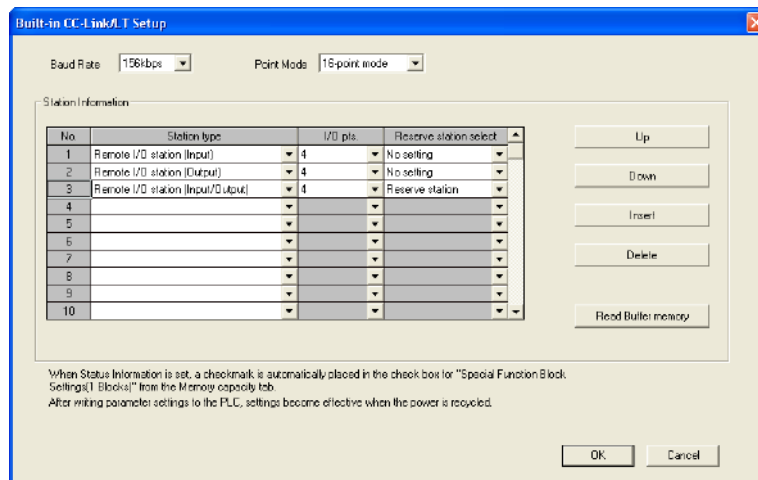 Built-in CC-Link/LT Setup
Baud Rate 156kbps Point Mode 16-point mode
Station Information
No. Station type I/O pts. Reserve station select
1 Remote I/O station (Input) 4 No setting
2 Remote I/O station (Output) 4 No setting
3 Remote I/O station (Input/Output) 4 Reserve station
4
5
6
7
8
9
10
Up
Down
Insert
Delete
Read Buffer memory
When Status Information is set, a checkmark is automatically placed in the check box for "Special Function Block
Settings(1 Blocks)" from the Memory capacity tab.
After writing parameter settings to the PLC, settings become effective when the power is recycled.
OK Cancel